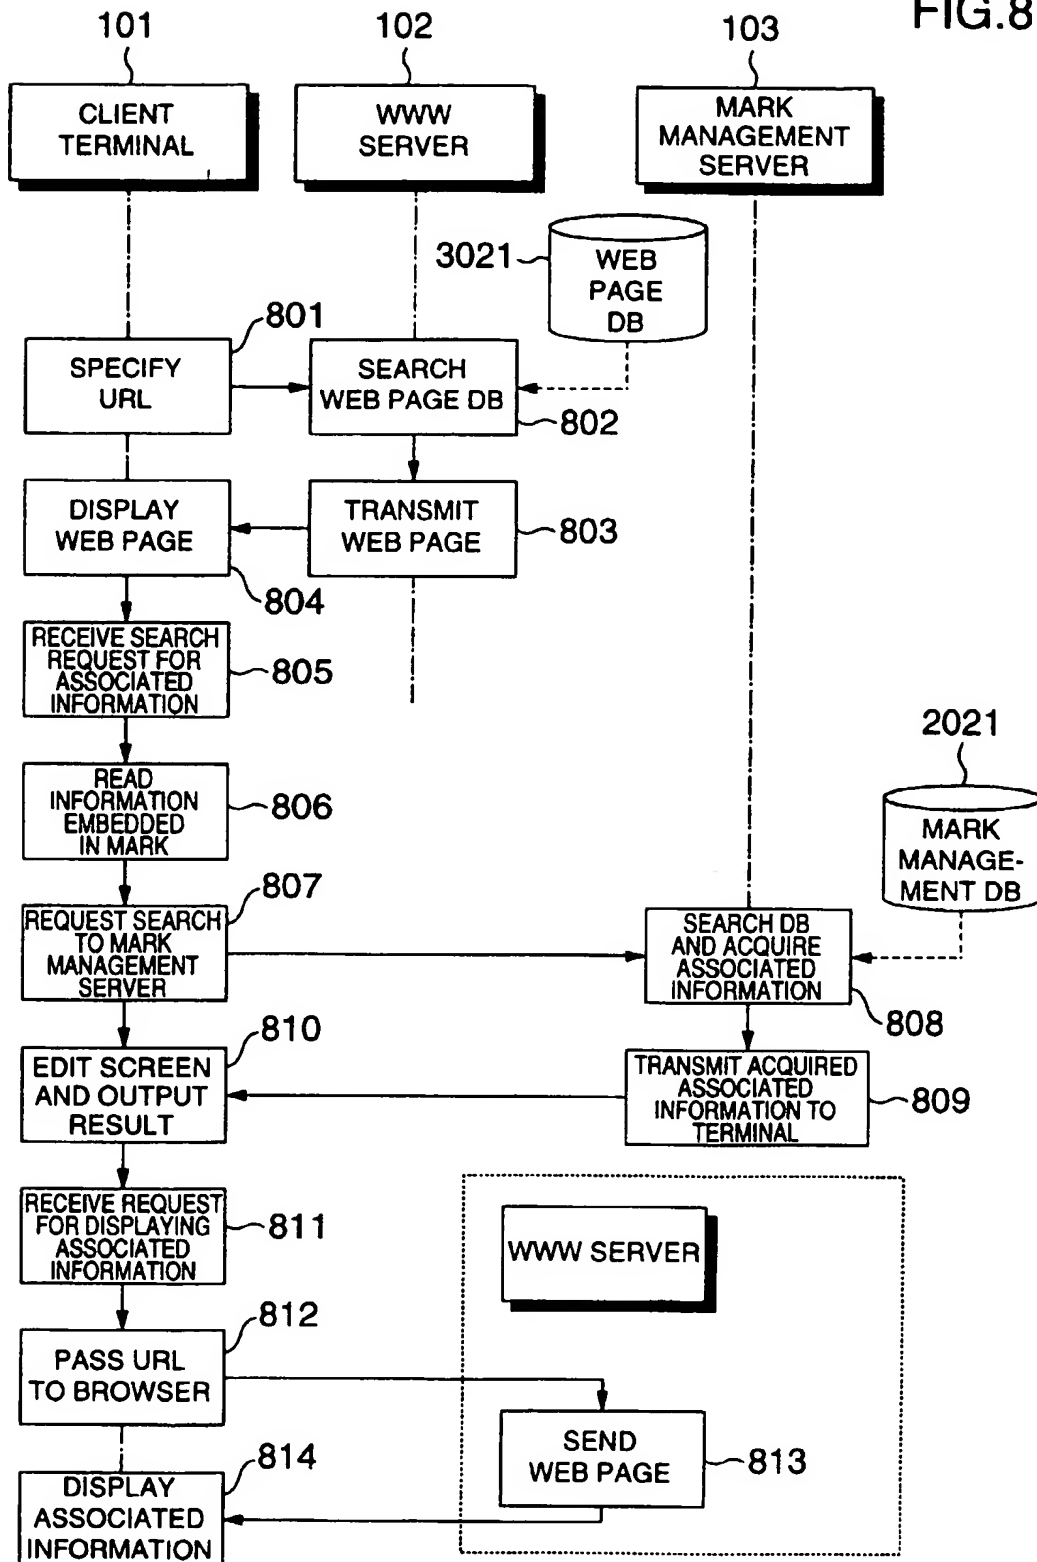 FIG.8
101
102
103
CLIENT
TERMINAL
WWW
SERVER
MARK
MANAGEMENT
SERVER
3021
WEB
PAGE
DB
801
SPECIFY
URL
SEARCH
WEB PAGE DB
802
DISPLAY
WEB PAGE
TRANSMIT
WEB PAGE
803
804
RECEIVE SEARCH
REQUEST FOR
ASSOCIATED
INFORMATION
805
2021
MARK
MANAGE-
MENT DB
READ
INFORMATION
EMBEDDED
IN MARK
806
807
REQUEST SEARCH
TO MARK
MANAGEMENT
SERVER
SEARCH DB
AND ACQUIRE
ASSOCIATED
INFORMATION
808
810
EDIT SCREEN
AND OUTPUT
RESULT
TRANSMIT ACQUIRED
ASSOCIATED
INFORMATION TO
TERMINAL
809
RECEIVE REQUEST
FOR DISPLAYING
ASSOCIATED
INFORMATION
811
WWW SERVER
812
PASS URL
TO BROWSER
SEND
WEB PAGE
813
814
DISPLAY
ASSOCIATED
INFORMATION